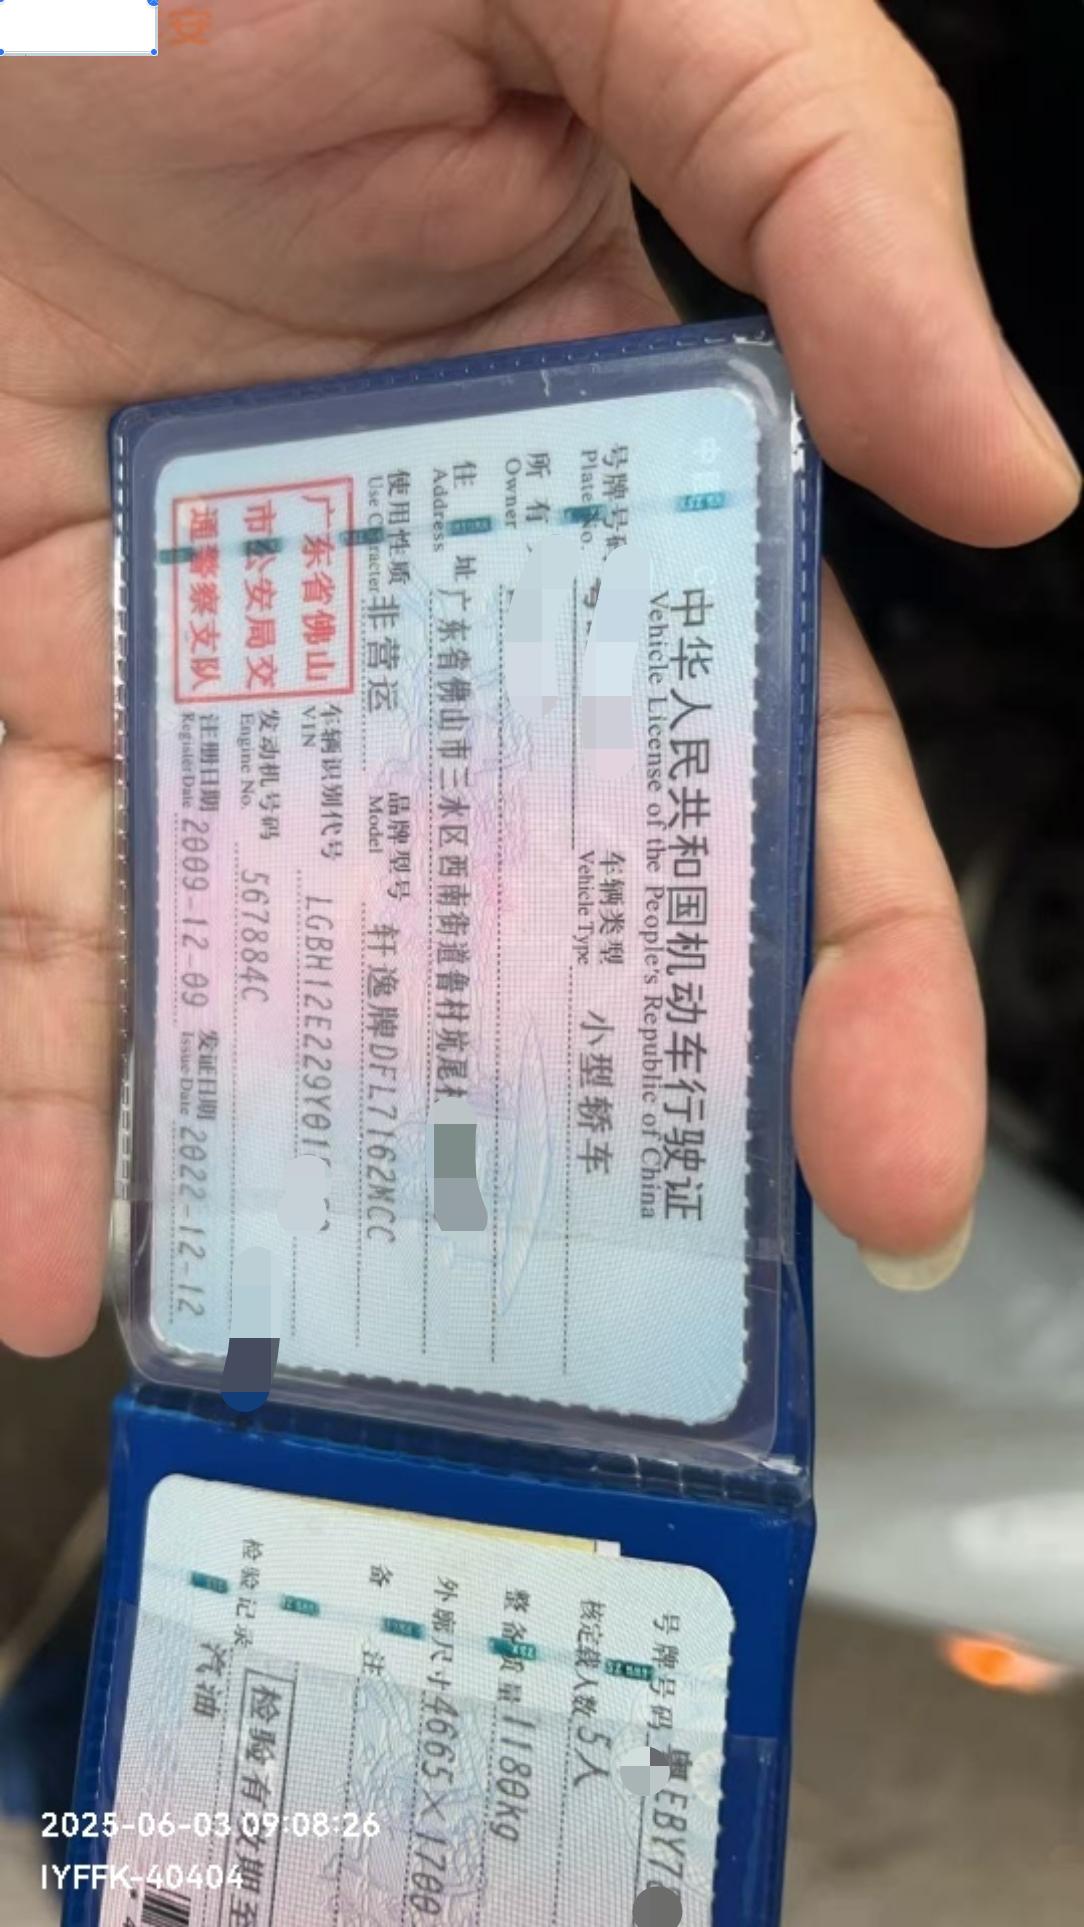 中华人民共和国机动车行驶证
Vehicle License of the People's Republic of China
号牌号码
Plate No.
车辆类型 小型轿车
Vehicle Type
所有
Owner
住址 广东省佛山市三水区西南街道鲁村坑尾村
Address
使用性质 非营运
Use Character
品牌型号 轩逸牌DFL7162MCC
Model
广东省佛山
市公安局交
通警察支队
车辆识别代号 LGBH12E229Y01
VIN
发动机号码 567884C
Engine No.
注册日期 2009-12-09 发证日期 2022-12-12
Register Date Issue Date
号牌号码 粤EBY7
核定载人数 5人
整备质量 1180kg
外廓尺寸 4665×1700
备注
检验记录 检验有效期至
汽油
2025-06-03 09:08:26
IYFFK-40404